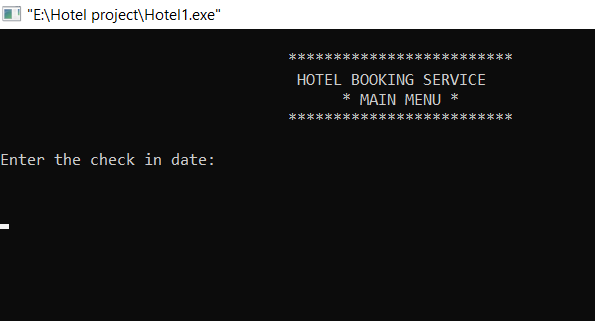 "E:\Hotel project\Hotel1.exe"
*************************
HOTEL BOOKING SERVICE
* MAIN MENU *
*************************
Enter the check in date: